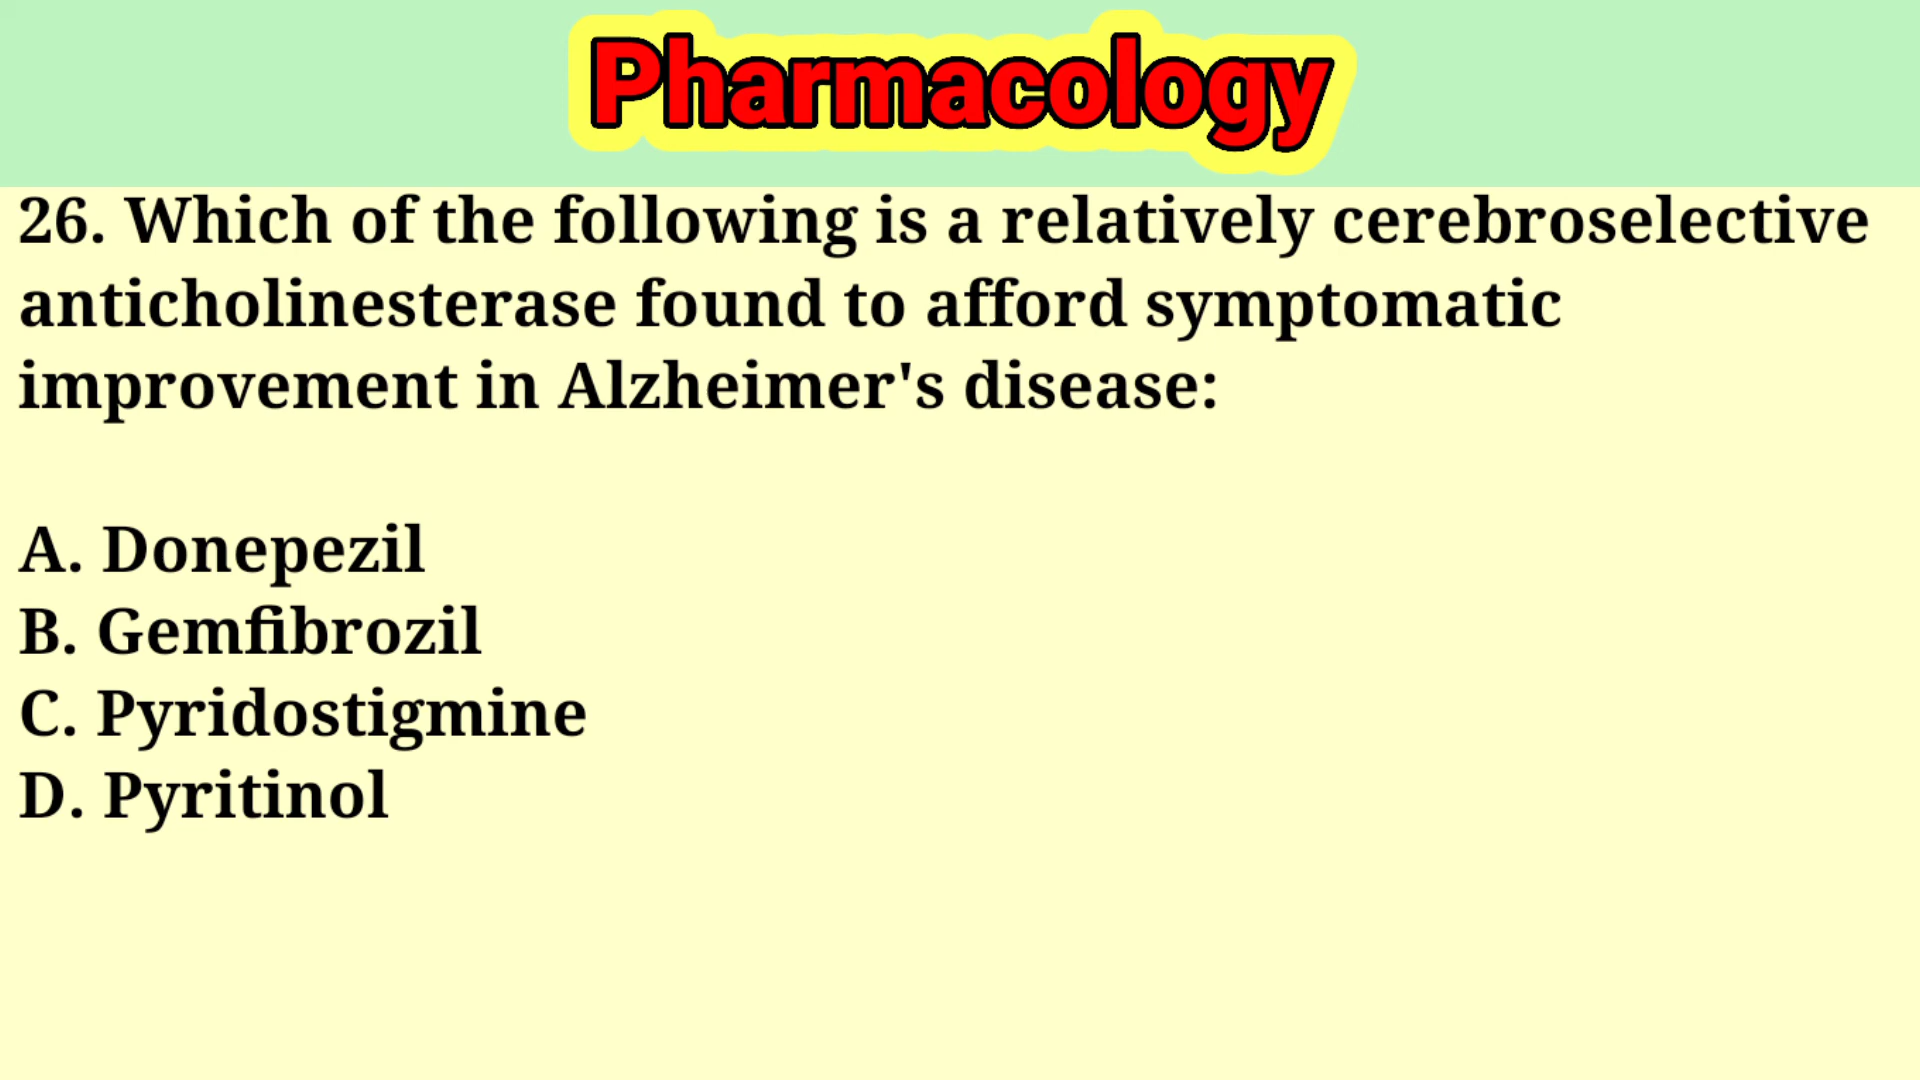 Pharmacology
26. Which of the following is a relatively cerebroselective
anticholinesterase found to afford symptomatic
improvement in Alzheimer's disease:
A. Donepezil
B. Gemfibrozil
C. Pyridostigmine
D. Pyritinol